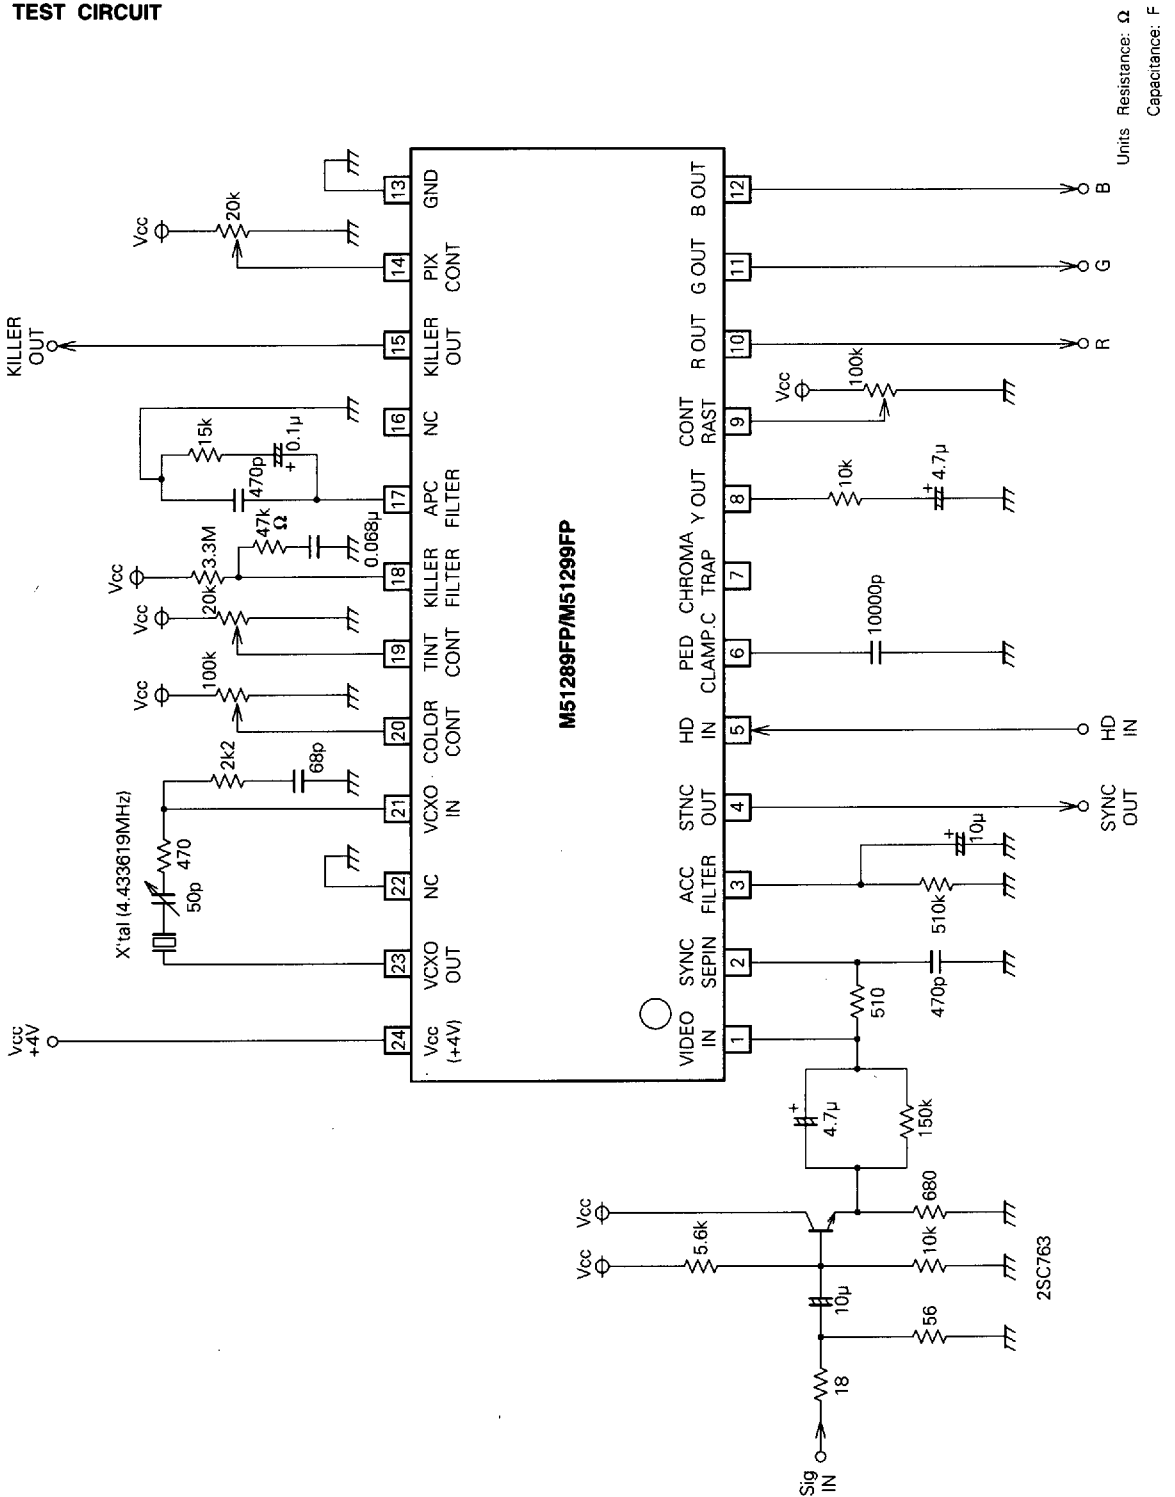 TEST CIRCUIT
Units Resistance: Ω
Capacitance: F
KILLER
OUT
Vcc
+4V
X'tal (4.433619MHz)
50p
470
2k2
68p
Vcc
100k
Vcc
20k
Vcc
3.3M
47k
Ω
0.068μ
470p
15k
+
0.1μ
Vcc
20k
24
Vcc
(+4V)
23
VCXO
OUT
22
NC
21
VCXO
IN
20
COLOR
CONT
19
TINT
CONT
18
KILLER
FILTER
17
APC
FILTER
16
NC
15
KILLER
OUT
14
PIX
CONT
13
GND
M51289FP/M51299FP
VIDEO
IN
1
SYNC
SEPIN
2
ACC
FILTER
3
STNC
OUT
4
HD
IN
5
PED
CLAMP.C
6
CHROMA
TRAP
7
Y OUT
8
CONT
RAST
9
R OUT
10
G OUT
11
B OUT
12
Sig
IN
18
56
10μ
Vcc
5.6k
10k
Vcc
680
2SC763
+
4.7μ
150k
510
470p
510k
+
10μ
SYNC
OUT
HD
IN
10000p
10k
+
4.7μ
Vcc
100k
R
G
B